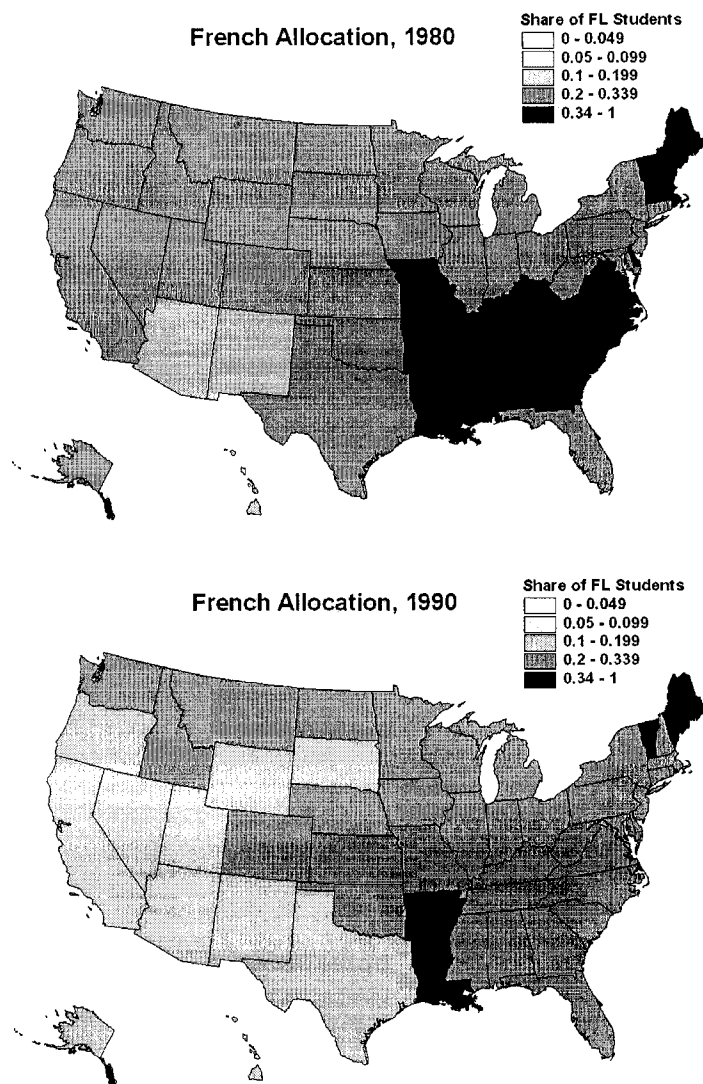 French Allocation, 1980
Share of FL Students
0 - 0.049
0.05 - 0.099
0.1 - 0.199
0.2 - 0.339
0.34 - 1
French Allocation, 1990
Share of FL Students
0 - 0.049
0.05 - 0.099
0.1 - 0.199
0.2 - 0.339
0.34 - 1